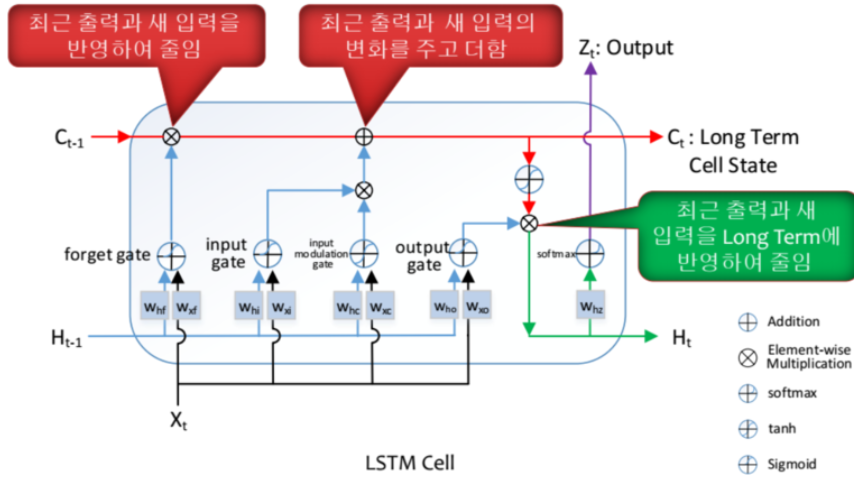 최근 출력과 새 입력을
반영하여 줄임
최근 출력과 새 입력의
변화를 주고 더함
Zt: Output
Ct-1
Ct : Long Term
Cell State
최근 출력과 새
입력을 Long Term에
반영하여 줄임
forget gate
input
gate
input
modulation
gate
output
gate
softmax
Whf
Wxf
Whi
Wxi
Whc
Wxc
Who
Wxo
Whz
Ht-1
Ht
Xt
Addition
Element-wise
Multiplication
softmax
tanh
Sigmoid
LSTM Cell